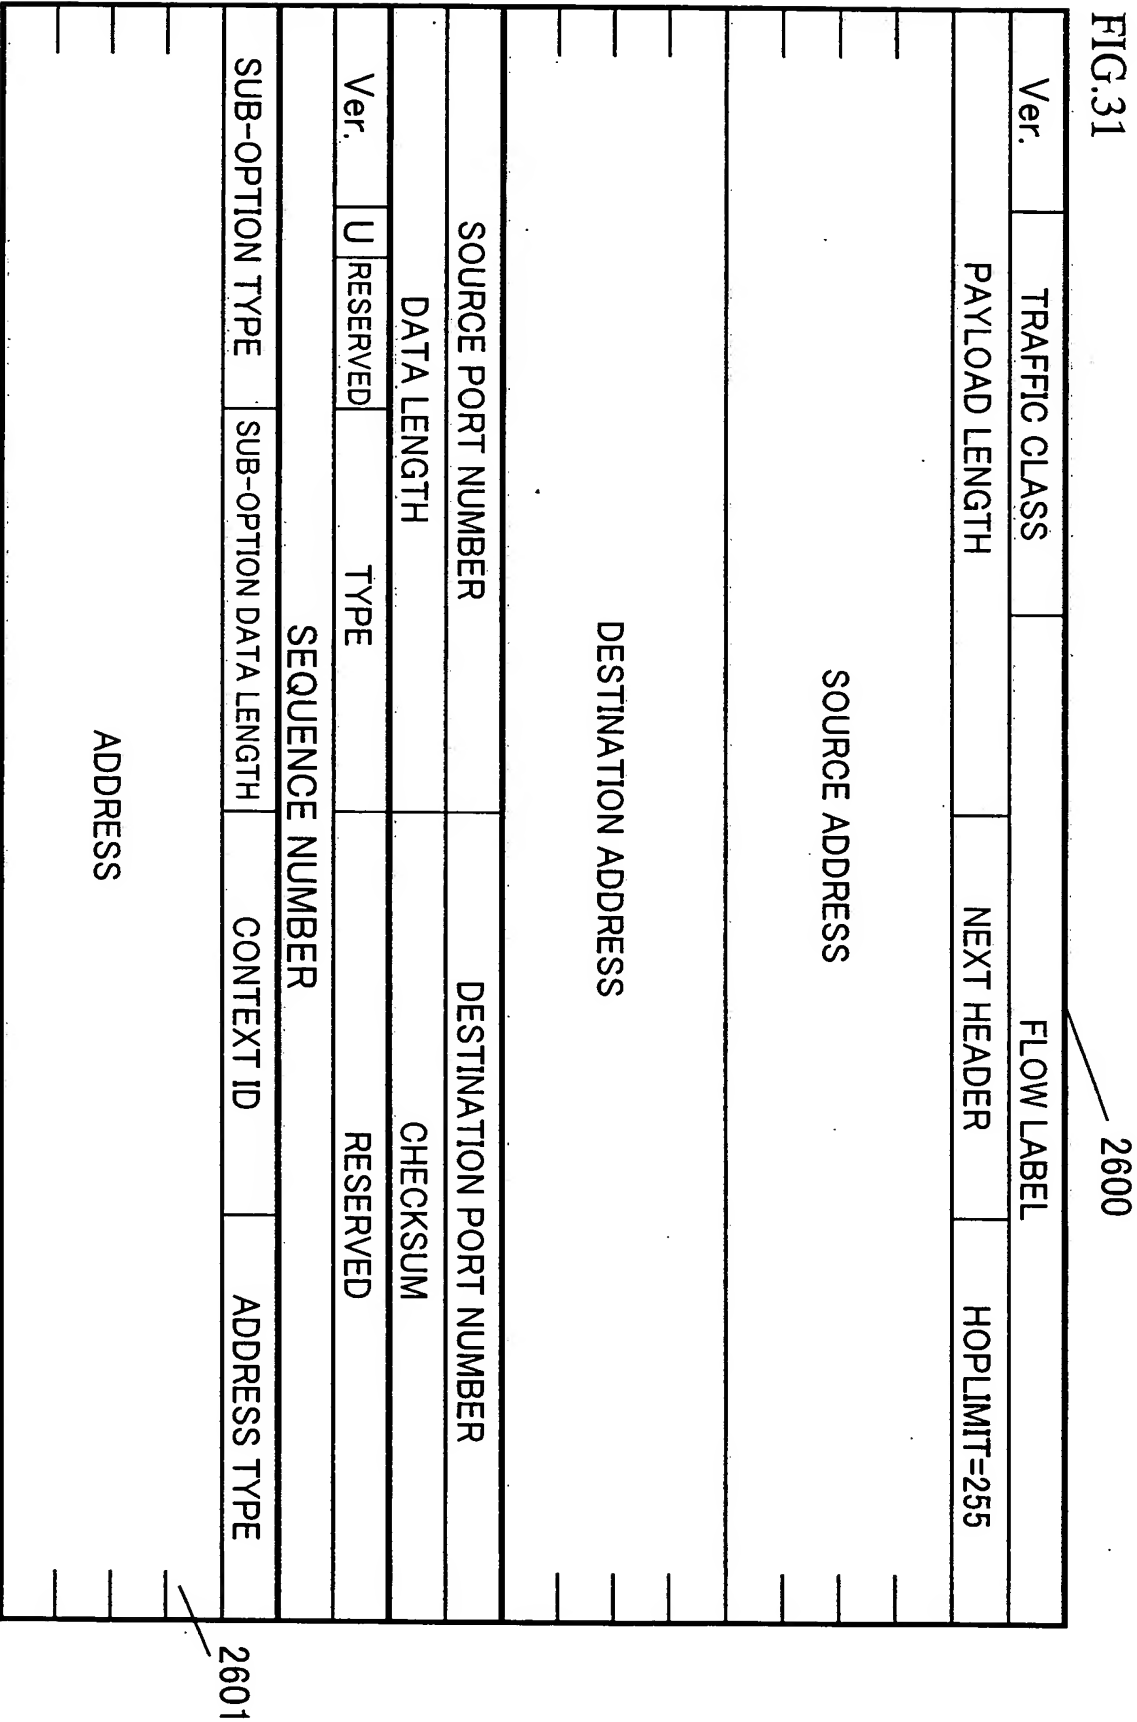 FIG.31
2600
Ver. TRAFFIC CLASS FLOW LABEL
PAYLOAD LENGTH NEXT HEADER HOPLIMIT=255
SOURCE ADDRESS
DESTINATION ADDRESS
SOURCE PORT NUMBER DESTINATION PORT NUMBER
DATA LENGTH CHECKSUM
Ver. U RESERVED TYPE RESERVED
SEQUENCE NUMBER
SUB-OPTION TYPE SUB-OPTION DATA LENGTH CONTEXT ID ADDRESS TYPE
2601
ADDRESS